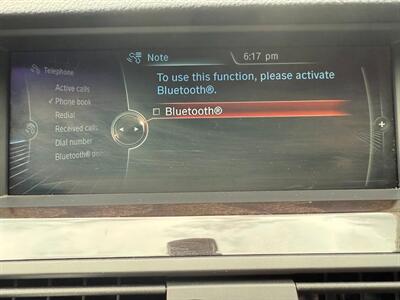 Note
6:17 pm
Telephone
To use this function, please activate
Bluetooth®.
Active calls
Phone book
Bluetooth®
Redial
Received calls
Dial number
Bluetooth®